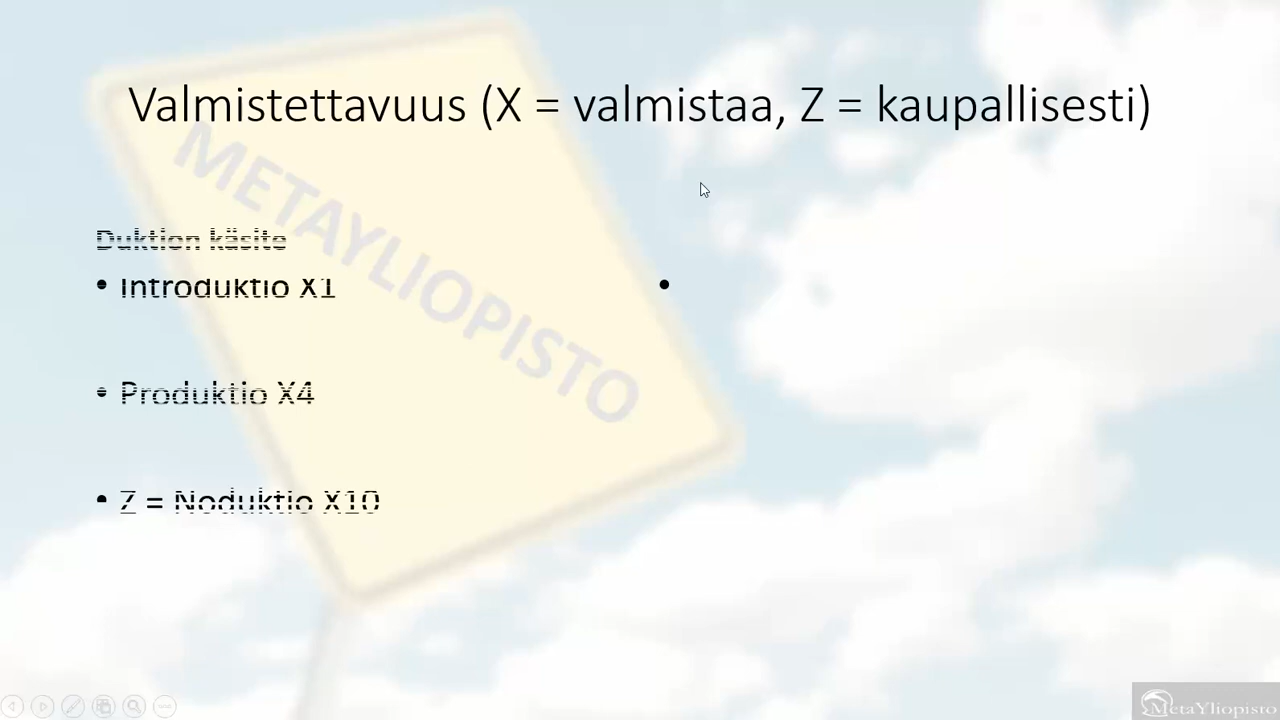 Valmistettavuus (X = valmistaa, Z = kaupallisesti)
METAYLIOPISTO
Duktion käsite
• Introduktio X1
•
• Produktio X4
• Z = Noduktio X10
MetaYliopisto